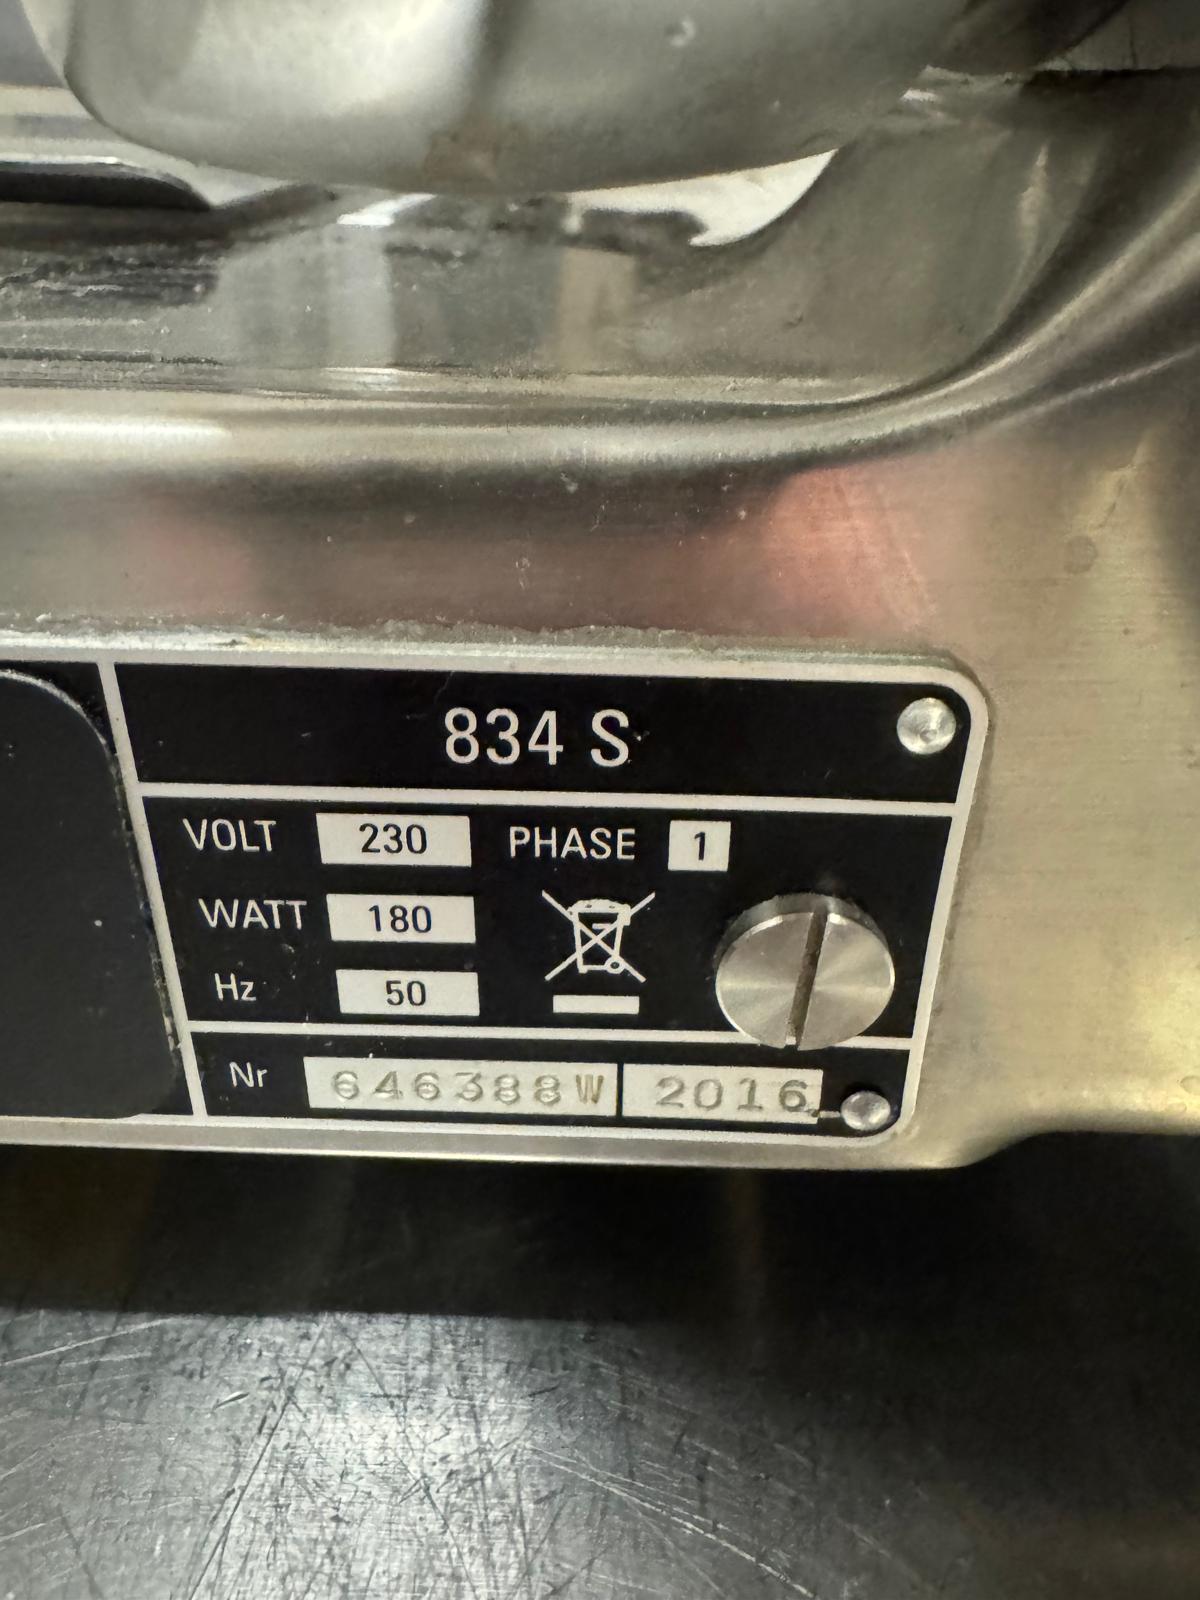 834 S
VOLT 230 PHASE 1
WATT 180
Hz 50
Nr 646388W 2016